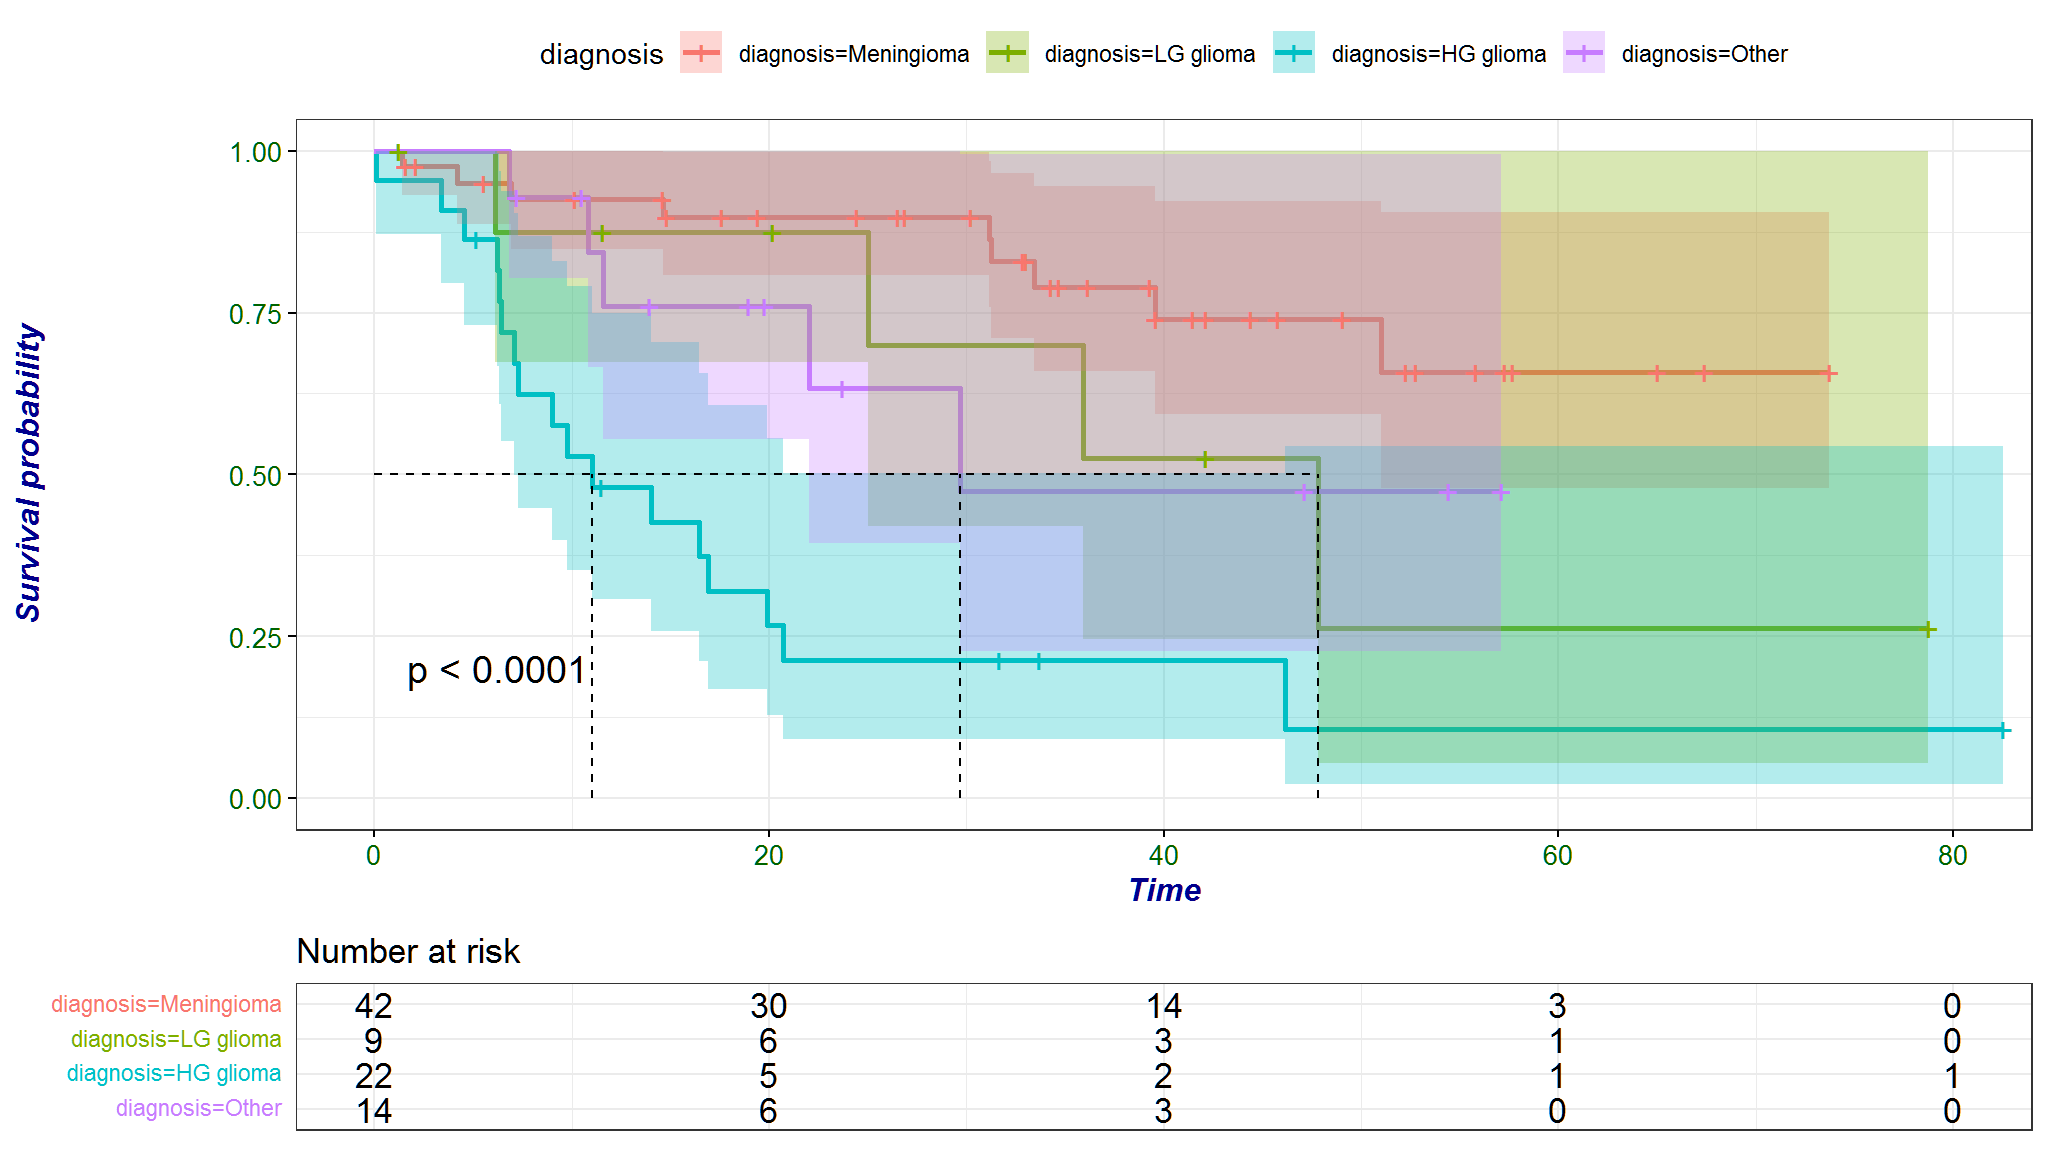 diagnosis diagnosis=Meningioma diagnosis=LG glioma diagnosis=HG glioma diagnosis=Other
Survival probability
1.00
0.75
0.50
0.25
0.00
p < 0.0001
0 20 40 60 80
Time
Number at risk
diagnosis=Meningioma 42 30 14 3 0
diagnosis=LG glioma 9 6 3 1 0
diagnosis=HG glioma 22 5 2 1 1
diagnosis=Other 14 6 3 0 0